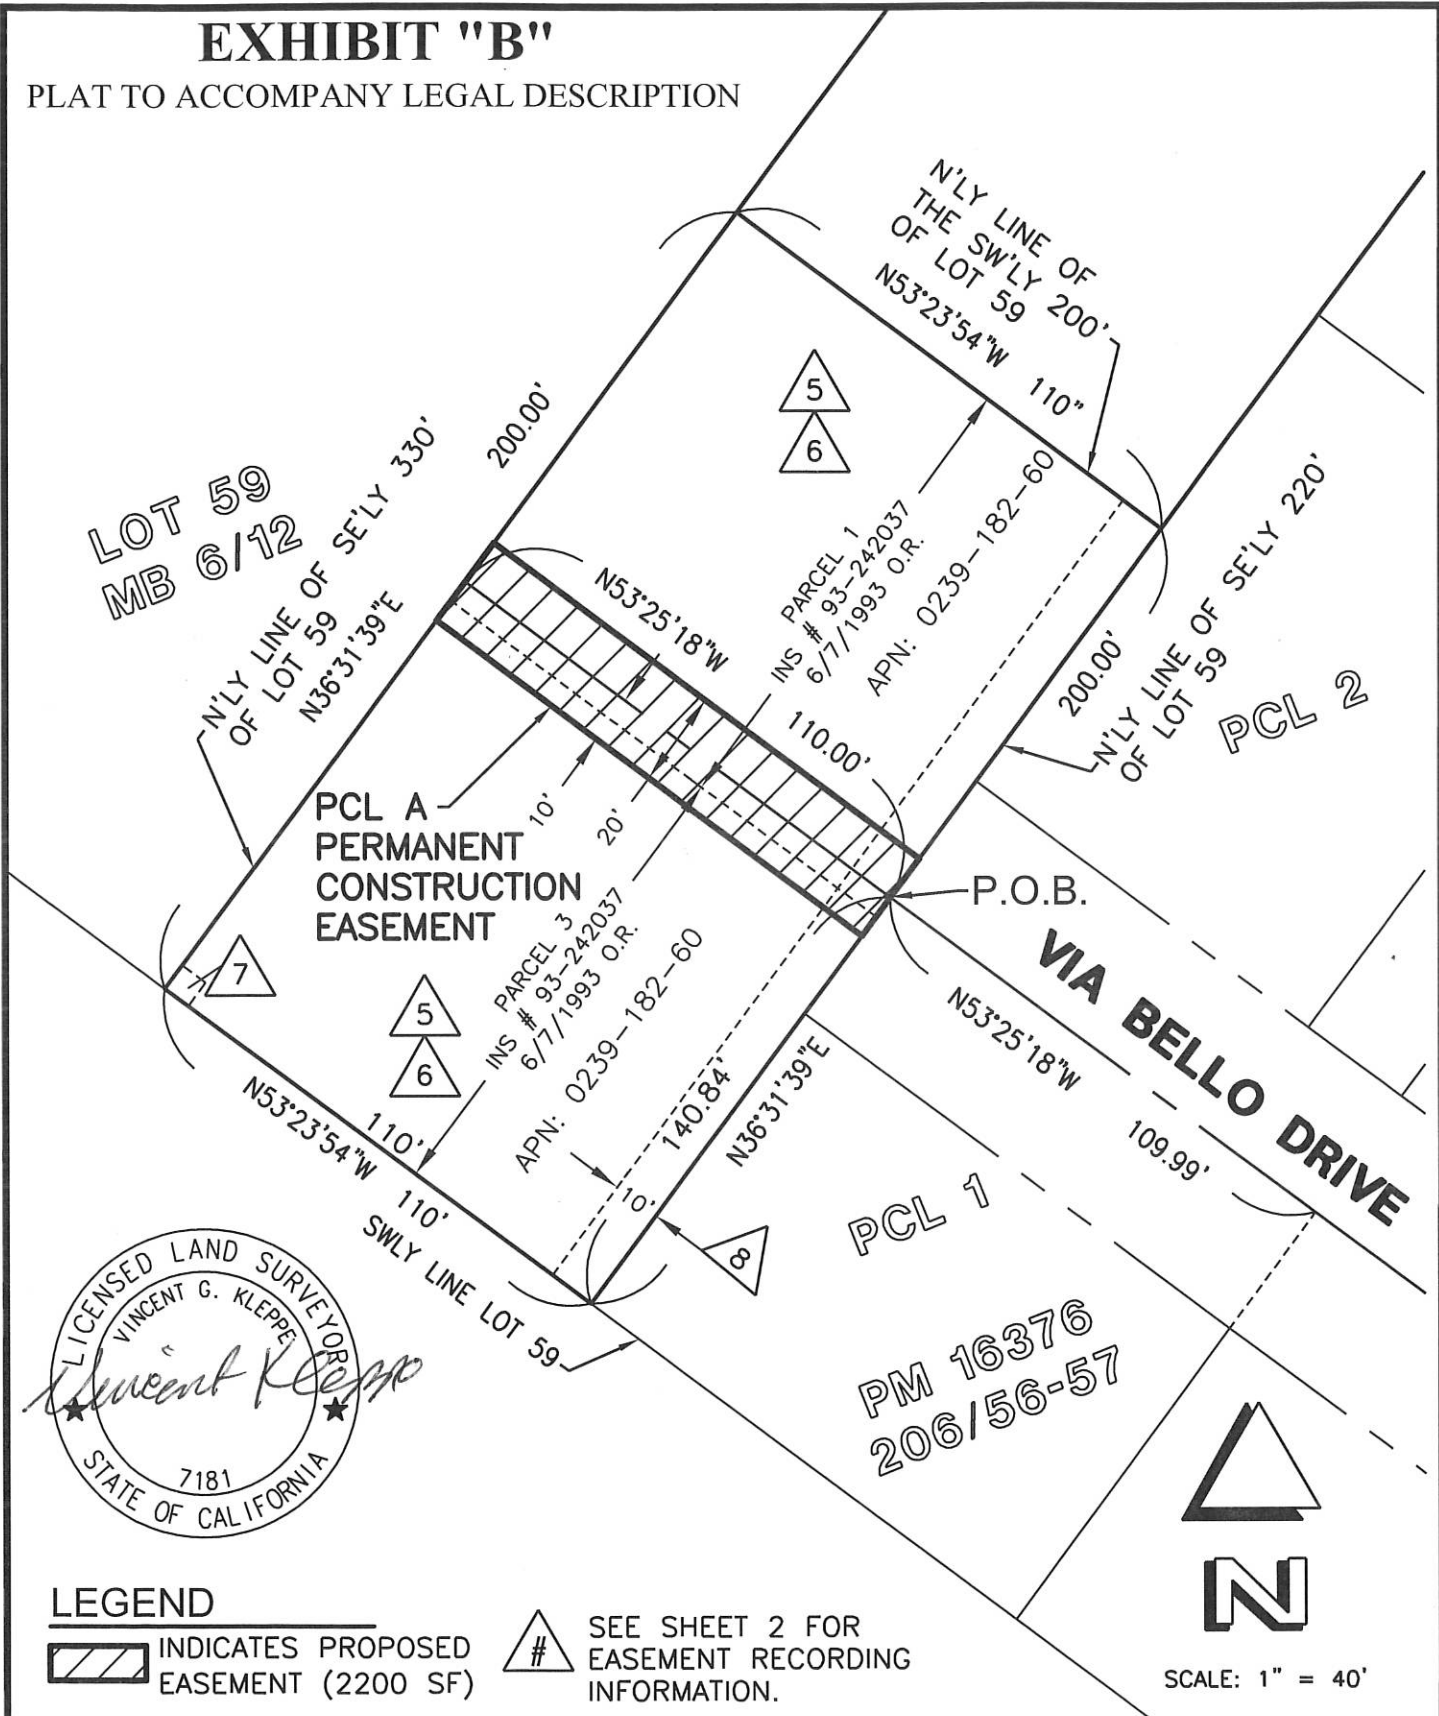 EXHIBIT "B"
PLAT TO ACCOMPANY LEGAL DESCRIPTION
N'LY LINE OF
THE SW'LY 200'
OF LOT 59
N53°23'54"W 110"
5
6
200.00'
LOT 59
MB 6/12
N'LY LINE OF SE'LY 330'
OF LOT 59
N36°31'39"E
N53°25'18"W
110.00'
PARCEL 1
INS # 93-242037
6/7/1993 O.R.
APN: 0239-182-60
200.00'
N'LY LINE OF SE'LY 220'
OF LOT 59
PCL 2
PCL A
PERMANENT
CONSTRUCTION
EASEMENT
10'
20'
P.O.B.
VIA BELLO DRIVE
N53°25'18"W
109.99'
7
5
6
PARCEL 3
INS # 93-242037
6/7/1993 O.R.
APN: 0239-182-60
140.84'
N36°31'39"E
N53°23'54"W 110'
110'
10'
8
SWLY LINE LOT 59
PCL 1
PM 16376
206/56-57
LICENSED LAND SURVEYOR
VINCENT G. KLEPPE
Vincent Kleppe
7181
STATE OF CALIFORNIA
N
SCALE: 1" = 40'
LEGEND
INDICATES PROPOSED
EASEMENT (2200 SF)
#
SEE SHEET 2 FOR
EASEMENT RECORDING
INFORMATION.